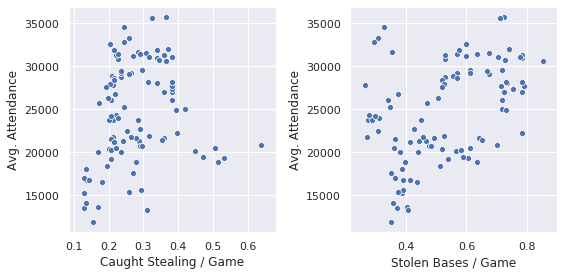 35000
30000
25000
20000
15000
Avg. Attendance
0.1 0.2 0.3 0.4 0.5 0.6
Caught Stealing / Game
35000
30000
25000
20000
15000
Avg. Attendance
0.4 0.6 0.8
Stolen Bases / Game